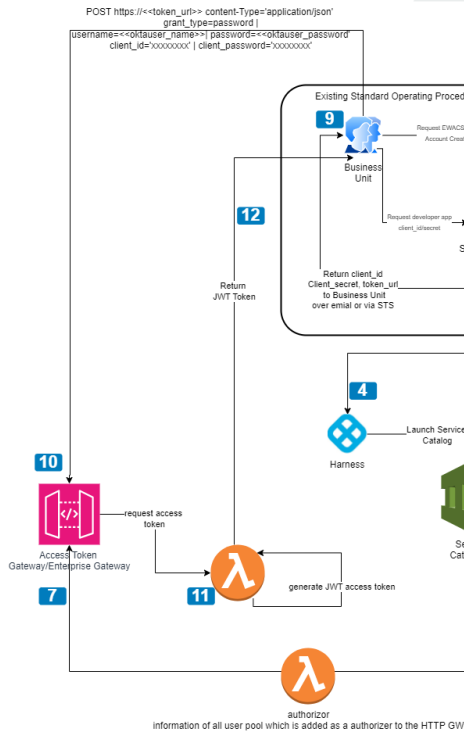 POST https://<<token_url>> content-Type='application/json'
grant_type=password |
username=<<oktauser_name>>| password=<<oktauser_password'
client_id='xxxxxxxx' | client_password='xxxxxxxx'
Existing Standard Operating Proced
9
Request EWACS
Account Creat
Business
Unit
12
Request developer app
client_id/secret
S
Return client_id
Client_secret, token_url
to Business Unit
over emial or via STS
Return
JWT Token
4
Launch Service
Catalog
Harness
10
request access
token
Se
Cat
Access Token
Gateway/Enterprise Gateway
7
11
generate JWT access token
authorizor
information of all user pool which is added as a authorizer to the HTTP GW